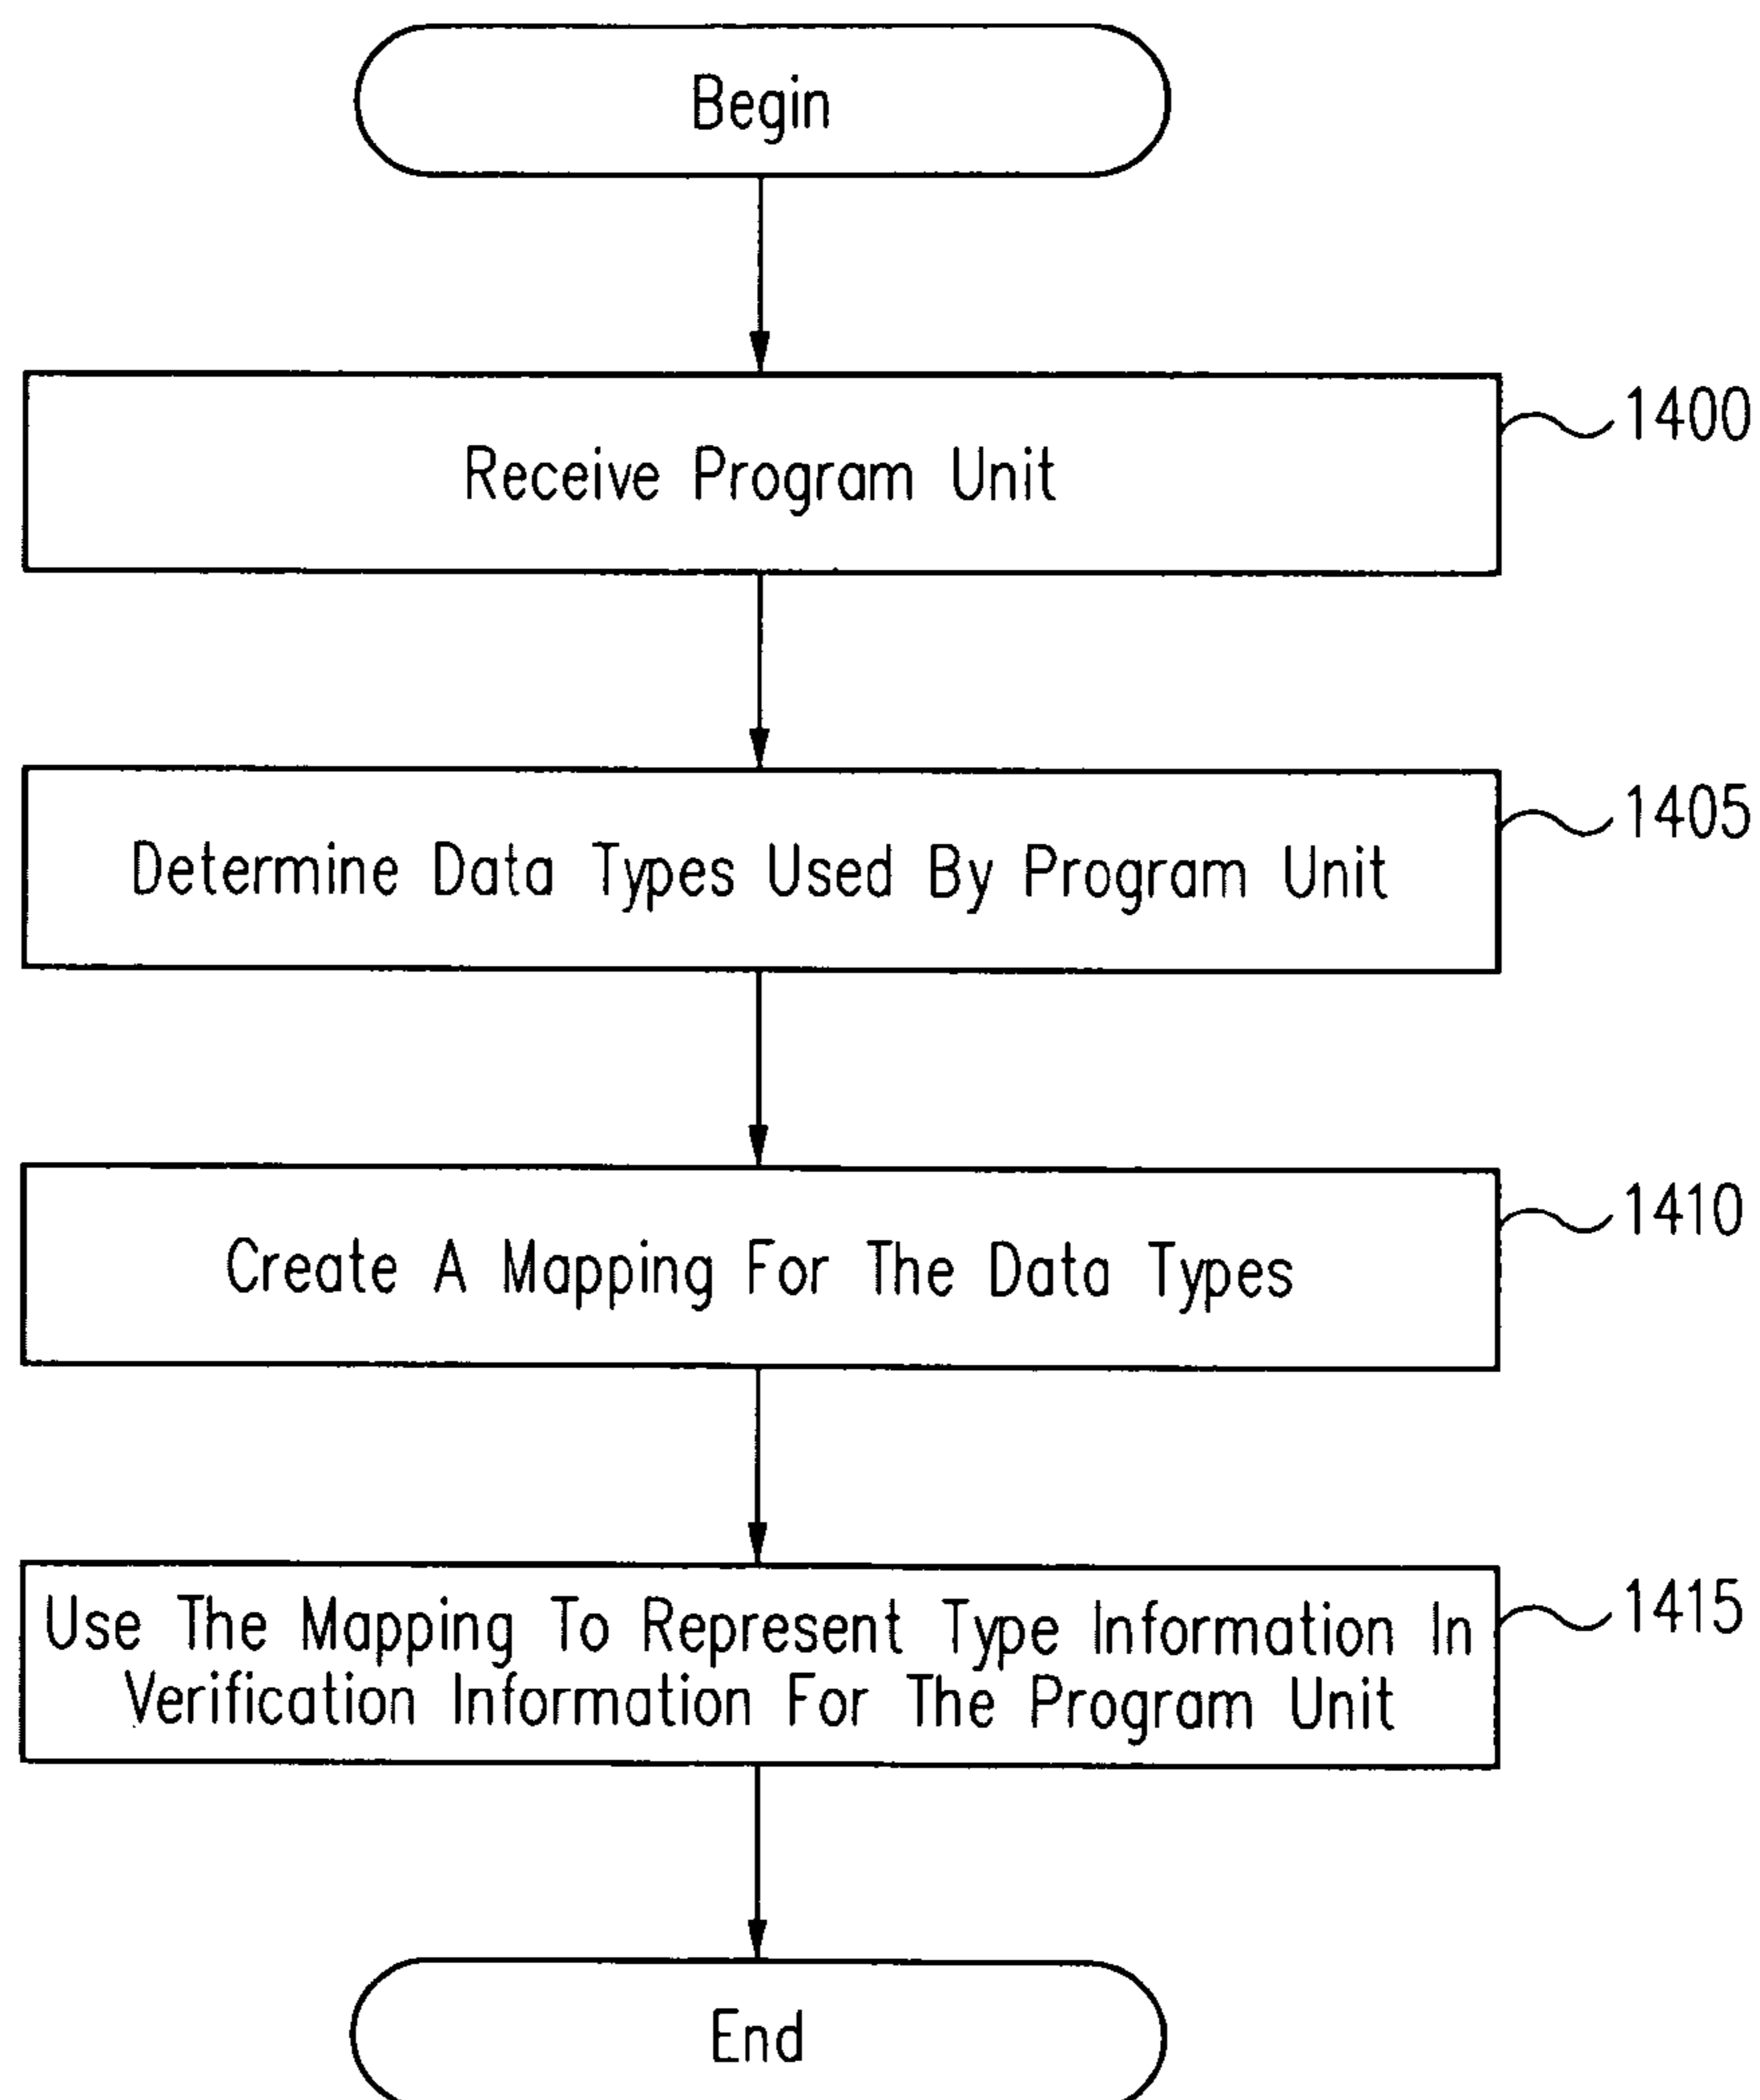 Begin
Receive Program Unit
1400
Determine Data Types Used By Program Unit
1405
Create A Mapping For The Data Types
1410
Use The Mapping To Represent Type Information In
Verification Information For The Program Unit
1415
End